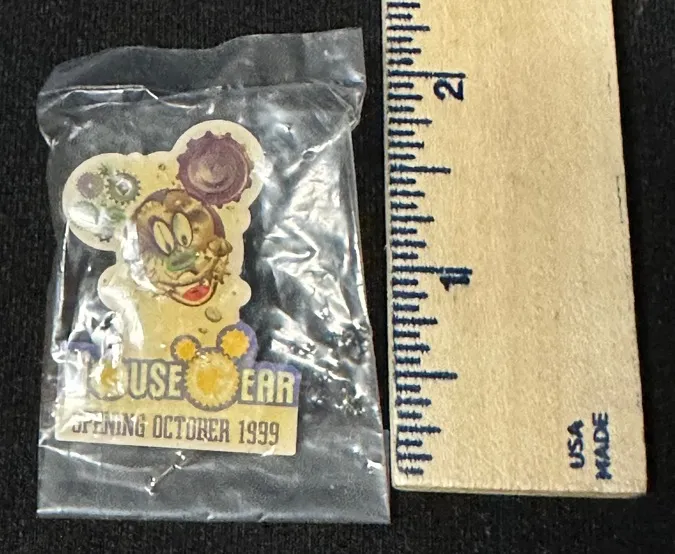 MOUSE GEAR
OPENING OCTOBER 1999
2
1
USA
MADE